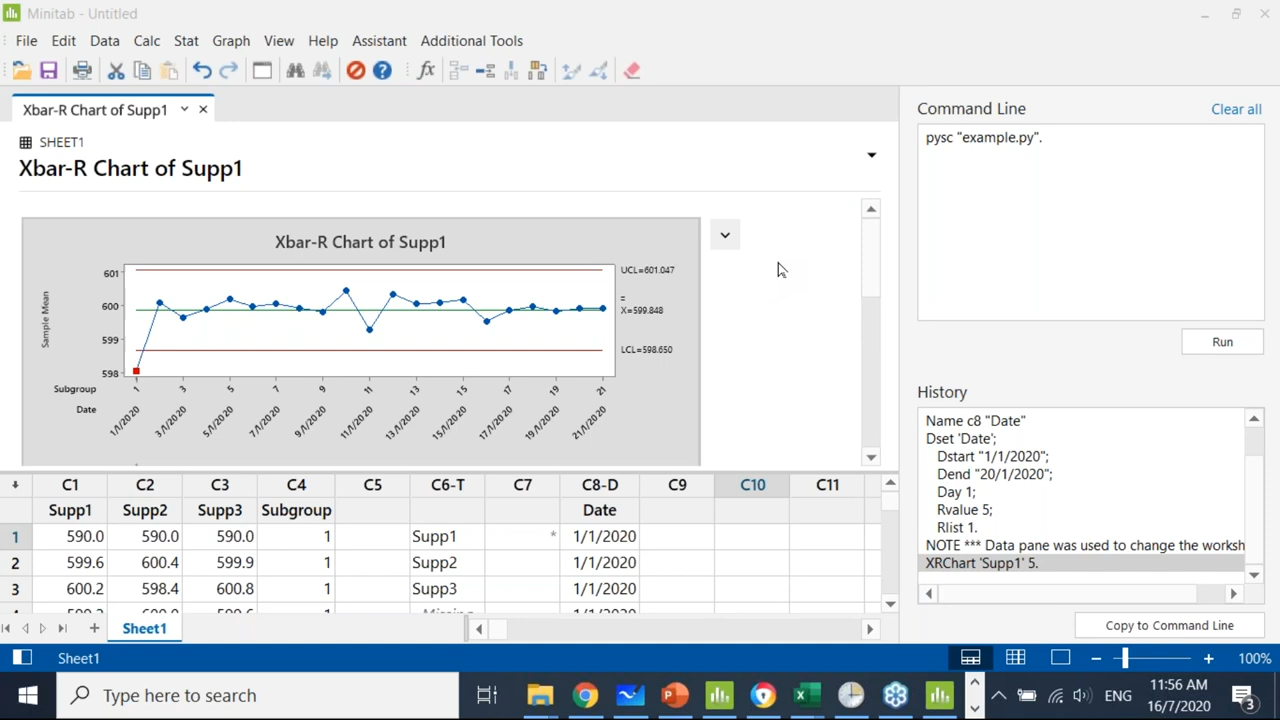 Minitab - Untitled
File Edit Data Calc Stat Graph View Help Assistant Additional Tools
Xbar-R Chart of Supp1
SHEET1
Xbar-R Chart of Supp1
Xbar-R Chart of Supp1
Sample Mean
601
600
599
598
UCL=601.047
=
X=599.848
LCL=598.650
Subgroup 1 3 5 7 9 11 13 15 17 19 21
Date 1/1/2020 3/1/2020 5/1/2020 7/1/2020 9/1/2020 11/1/2020 13/1/2020 15/1/2020 17/1/2020 19/1/2020 21/1/2020
C1 C2 C3 C4 C5 C6-T C7 C8-D C9 C10 C11
Supp1 Supp2 Supp3 Subgroup Date
1 590.0 590.0 590.0 1 Supp1 * 1/1/2020
2 599.6 600.4 599.9 1 Supp2 1/1/2020
3 600.2 598.4 600.8 1 Supp3 1/1/2020
Missing 1/1/2020
Sheet1
Command Line Clear all
pysc "example.py".
Run
History
Name c8 "Date"
Dset 'Date';
Dstart "1/1/2020";
Dend "20/1/2020";
Day 1;
Rvalue 5;
Rlist 1.
NOTE *** Data pane was used to change the worksh
XRChart 'Supp1' 5.
Copy to Command Line
Sheet1
100%
Type here to search
ENG
11:56 AM
16/7/2020
3